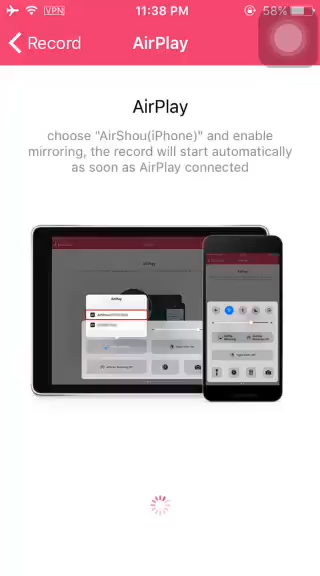 VPN 11:38 PM 58%
Record AirPlay
AirPlay
choose "AirShou(iPhone)" and enable
mirroring, the record will start automatically
as soon as AirPlay connected
AirPlay